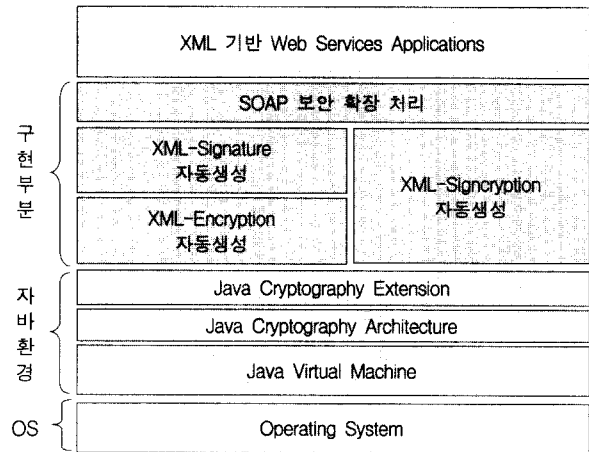 XML 기반 Web Services Applications
구현부분
SOAP 보안 확장 처리
XML-Signature
자동생성
XML-Encryption
자동생성
XML-Signcryption
자동생성
자바환경
Java Cryptography Extension
Java Cryptography Architecture
Java Virtual Machine
OS
Operating System